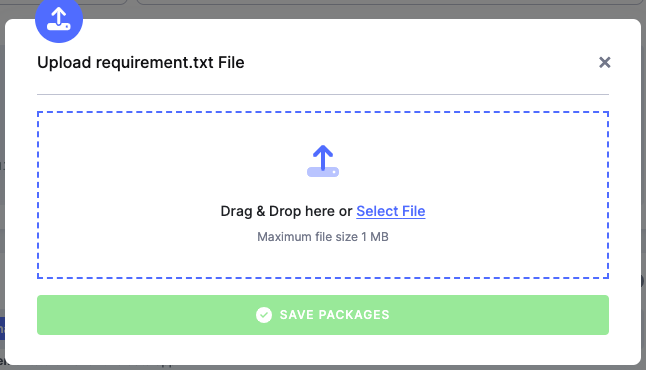 Upload requirement.txt File
Drag & Drop here or Select File
Maximum file size 1 MB
SAVE PACKAGES